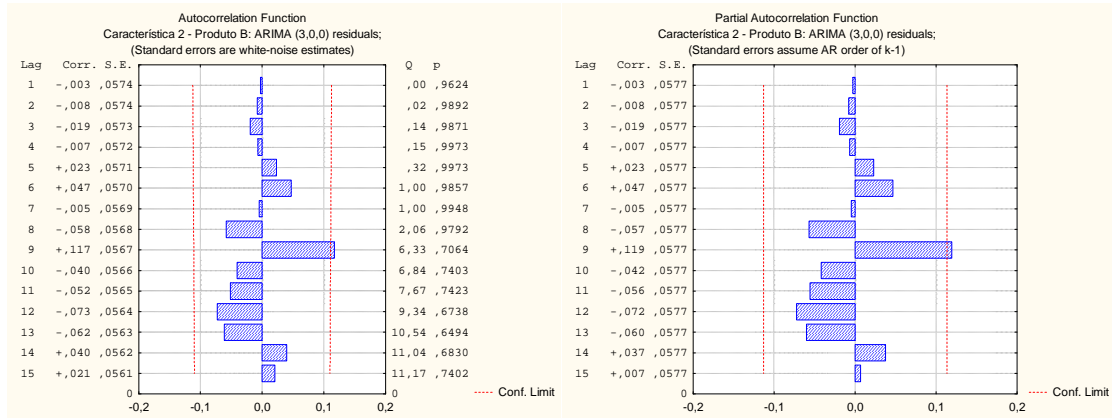 Autocorrelation Function
Característica 2 - Produto B: ARIMA (3,0,0) residuals;
(Standard errors are white-noise estimates)
Lag Corr. S.E. Q p
1 -,003 ,0574 ,00 ,9624
2 -,008 ,0574 ,02 ,9892
3 -,019 ,0573 ,14 ,9871
4 -,007 ,0572 ,15 ,9973
5 +,023 ,0571 ,32 ,9973
6 +,047 ,0570 1,00 ,9857
7 -,005 ,0569 1,00 ,9948
8 -,058 ,0568 2,06 ,9792
9 +,117 ,0567 6,33 ,7064
10 -,040 ,0566 6,84 ,7403
11 -,052 ,0565 7,67 ,7423
12 -,073 ,0564 9,34 ,6738
13 -,062 ,0563 10,54 ,6494
14 +,040 ,0562 11,04 ,6830
15 +,021 ,0561 11,17 ,7402
0 0
-0,2 -0,1 0,0 0,1 0,2
Conf. Limit
Partial Autocorrelation Function
Característica 2 - Produto B: ARIMA (3,0,0) residuals;
(Standard errors assume AR order of k-1)
Lag Corr. S.E.
1 -,003 ,0577
2 -,008 ,0577
3 -,019 ,0577
4 -,007 ,0577
5 +,023 ,0577
6 +,047 ,0577
7 -,005 ,0577
8 -,057 ,0577
9 +,119 ,0577
10 -,042 ,0577
11 -,056 ,0577
12 -,072 ,0577
13 -,060 ,0577
14 +,037 ,0577
15 +,007 ,0577
0
-0,2 -0,1 0,0 0,1 0,2
Conf. Limit